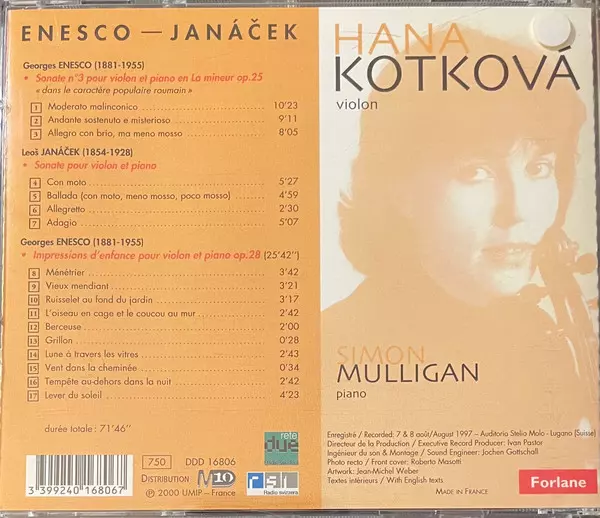 ENESCO — JANÁČEK
Georges ENESCO (1881-1955)
• Sonate n°3 pour violon et piano en La mineur op.25
« dans le caractère populaire roumain »
1 Moderato malinconico 10'23
2 Andante sostenuto e misterioso 9'11
3 Allegro con brio, ma meno mosso 8'05
Leoš JANÁČEK (1854-1928)
• Sonate pour violon et piano
4 Con moto 5'27
5 Ballada (con moto, meno mosso, poco mosso) 4'59
6 Allegretto 2'30
7 Adagio 5'07
Georges ENESCO (1881-1955)
• Impressions d'enfance pour violon et piano op.28 (25'42'')
8 Ménétrier 3'42
9 Vieux mendiant 3'21
10 Ruisselet au fond du jardin 3'17
11 L'oiseau en cage et le coucou au mur 2'42
12 Berceuse 2'00
13 Grillon 0'28
14 Lune à travers les vitres 2'43
15 Vent dans la cheminée 0'34
16 Tempête au-dehors dans la nuit 2'42
17 Lever du soleil 4'23
durée totale : 71'46''
HANA
KOTKOVÁ
violon
SIMON
MULLIGAN
piano
rete
due
750 DDD 16806
3 399240 168067
DISTRIBUTION M10
© 2000 UMIP – France
rsi
Radio svizzera
Enregistré / Recorded: 7 & 8 août/August 1997 – Auditorio Stelio Molo - Lugano (Suisse)
Directeur de la Production / Executive Record Producer: Ivan Pastor
Ingénieur du son & Montage / Sound Engineer: Jochen Gottschall
Photo recto / Front cover: Roberto Masotti
Artwork: Jean-Michel Weber
Textes intérieurs / With English texts
MADE IN FRANCE
Forlane